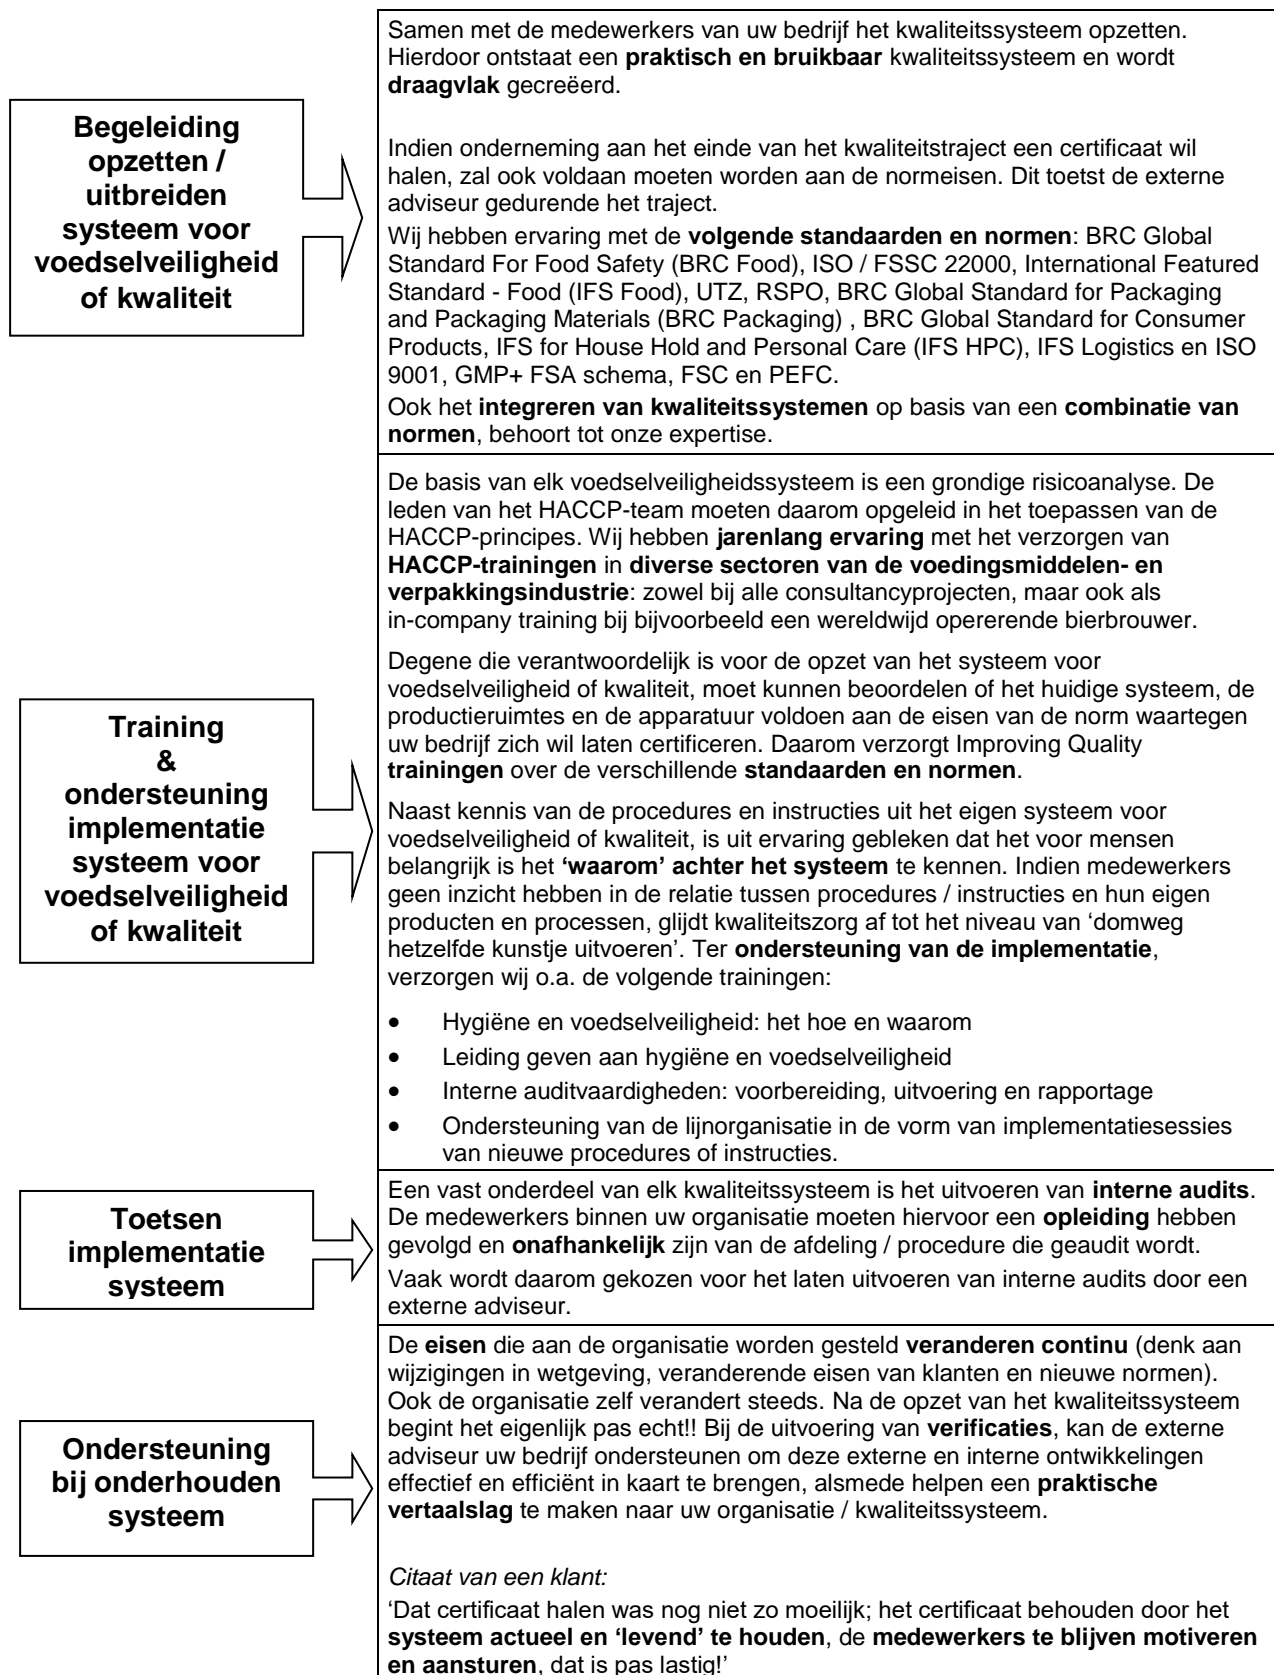 Samen met de medewerkers van uw bedrijf het kwaliteitssysteem opzetten.
Hierdoor ontstaat een praktisch en bruikbaar kwaliteitssysteem en wordt
draagvlak gecreëerd.
Begeleiding
opzetten /
uitbreiden
systeem voor
voedselveiligheid
of kwaliteit
Indien onderneming aan het einde van het kwaliteitstraject een certificaat wil
halen, zal ook voldaan moeten worden aan de normeisen. Dit toetst de externe
adviseur gedurende het traject.
Wij hebben ervaring met de volgende standaarden en normen: BRC Global
Standard For Food Safety (BRC Food), ISO / FSSC 22000, International Featured
Standard - Food (IFS Food), UTZ, RSPO, BRC Global Standard for Packaging
and Packaging Materials (BRC Packaging) , BRC Global Standard for Consumer
Products, IFS for House Hold and Personal Care (IFS HPC), IFS Logistics en ISO
9001, GMP+ FSA schema, FSC en PEFC.
Ook het integreren van kwaliteitssystemen op basis van een combinatie van
normen, behoort tot onze expertise.
De basis van elk voedselveiligheidssysteem is een grondige risicoanalyse. De
leden van het HACCP-team moeten daarom opgeleid in het toepassen van de
HACCP-principes. Wij hebben jarenlang ervaring met het verzorgen van
HACCP-trainingen in diverse sectoren van de voedingsmiddelen- en
verpakkingsindustrie: zowel bij alle consultancyprojecten, maar ook als
in-company training bij bijvoorbeeld een wereldwijd opererende bierbrouwer.
Training
&
ondersteuning
implementatie
systeem voor
voedselveiligheid
of kwaliteit
Degene die verantwoordelijk is voor de opzet van het systeem voor
voedselveiligheid of kwaliteit, moet kunnen beoordelen of het huidige systeem, de
productieruimtes en de apparatuur voldoen aan de eisen van de norm waartegen
uw bedrijf zich wil laten certificeren. Daarom verzorgt Improving Quality
trainingen over de verschillende standaarden en normen.
Naast kennis van de procedures en instructies uit het eigen systeem voor
voedselveiligheid of kwaliteit, is uit ervaring gebleken dat het voor mensen
belangrijk is het ‘waarom’ achter het systeem te kennen. Indien medewerkers
geen inzicht hebben in de relatie tussen procedures / instructies en hun eigen
producten en processen, glijdt kwaliteitszorg af tot het niveau van ‘domweg
hetzelfde kunstje uitvoeren’. Ter ondersteuning van de implementatie,
verzorgen wij o.a. de volgende trainingen:
• Hygiëne en voedselveiligheid: het hoe en waarom
• Leiding geven aan hygiëne en voedselveiligheid
• Interne auditvaardigheden: voorbereiding, uitvoering en rapportage
• Ondersteuning van de lijnorganisatie in de vorm van implementatiesessies
van nieuwe procedures of instructies.
Toetsen
implementatie
systeem
Een vast onderdeel van elk kwaliteitssysteem is het uitvoeren van interne audits.
De medewerkers binnen uw organisatie moeten hiervoor een opleiding hebben
gevolgd en onafhankelijk zijn van de afdeling / procedure die geaudit wordt.
Vaak wordt daarom gekozen voor het laten uitvoeren van interne audits door een
externe adviseur.
Ondersteuning
bij onderhouden
systeem
De eisen die aan de organisatie worden gesteld veranderen continu (denk aan
wijzigingen in wetgeving, veranderende eisen van klanten en nieuwe normen).
Ook de organisatie zelf verandert steeds. Na de opzet van het kwaliteitssysteem
begint het eigenlijk pas echt!! Bij de uitvoering van verificaties, kan de externe
adviseur uw bedrijf ondersteunen om deze externe en interne ontwikkelingen
effectief en efficiënt in kaart te brengen, alsmede helpen een praktische
vertaalslag te maken naar uw organisatie / kwaliteitssysteem.
Citaat van een klant:
‘Dat certificaat halen was nog niet zo moeilijk; het certificaat behouden door het
systeem actueel en ‘levend’ te houden, de medewerkers te blijven motiveren
en aansturen, dat is pas lastig!’